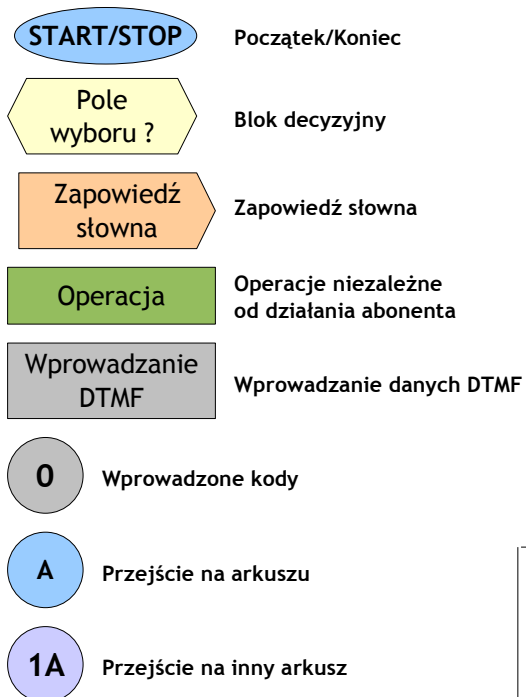 START/STOP Początek/Koniec
Pole
wyboru ?
Blok decyzyjny
Zapowiedź
słowna
Zapowiedź słowna
Operacja
Operacje niezależne
od działania abonenta
Wprowadzanie
DTMF
Wprowadzanie danych DTMF
0 Wprowadzone kody
A Przejście na arkuszu
1A Przejście na inny arkusz